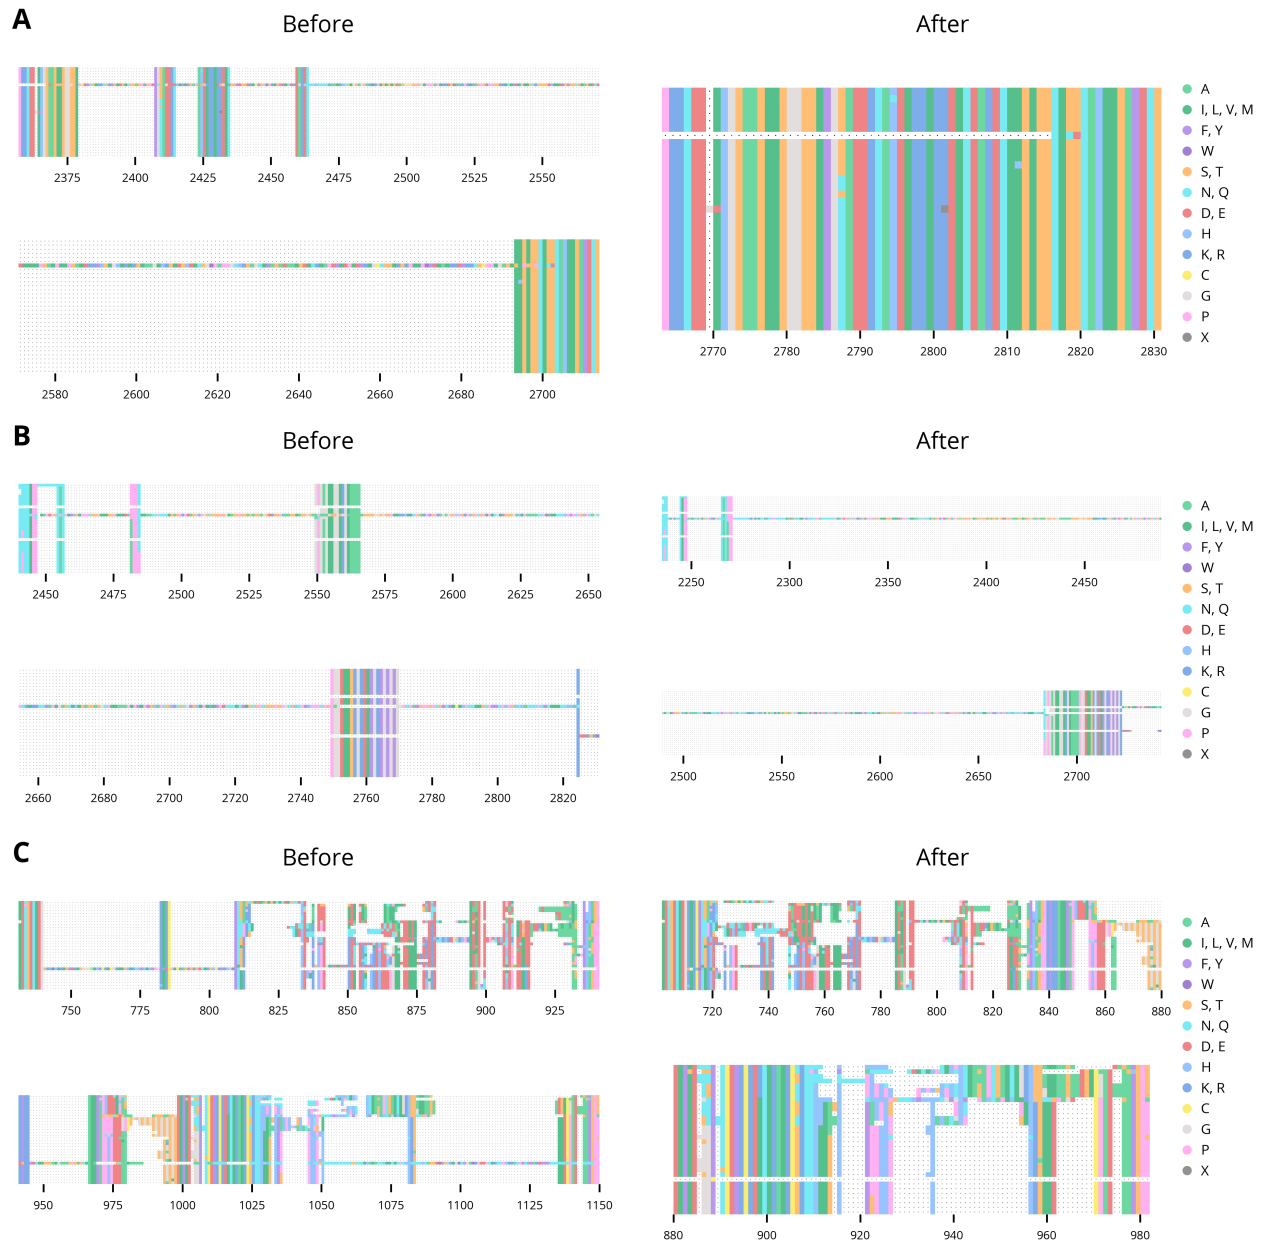 A
Before
After
2375 2400 2425 2450 2475 2500 2525 2550
2580 2600 2620 2640 2660 2680 2700
2770 2780 2790 2800 2810 2820 2830
A
I, L, V, M
F, Y
W
S, T
N, Q
D, E
H
K, R
C
G
P
X
B
Before
After
2450 2475 2500 2525 2550 2575 2600 2625 2650
2660 2680 2700 2720 2740 2760 2780 2800 2820
2250 2300 2350 2400 2450
2500 2550 2600 2650 2700
A
I, L, V, M
F, Y
W
S, T
N, Q
D, E
H
K, R
C
G
P
X
C
Before
After
750 775 800 825 850 875 900 925
950 975 1000 1025 1050 1075 1100 1125 1150
720 740 760 780 800 820 840 860 880
880 900 920 940 960 980
A
I, L, V, M
F, Y
W
S, T
N, Q
D, E
H
K, R
C
G
P
X